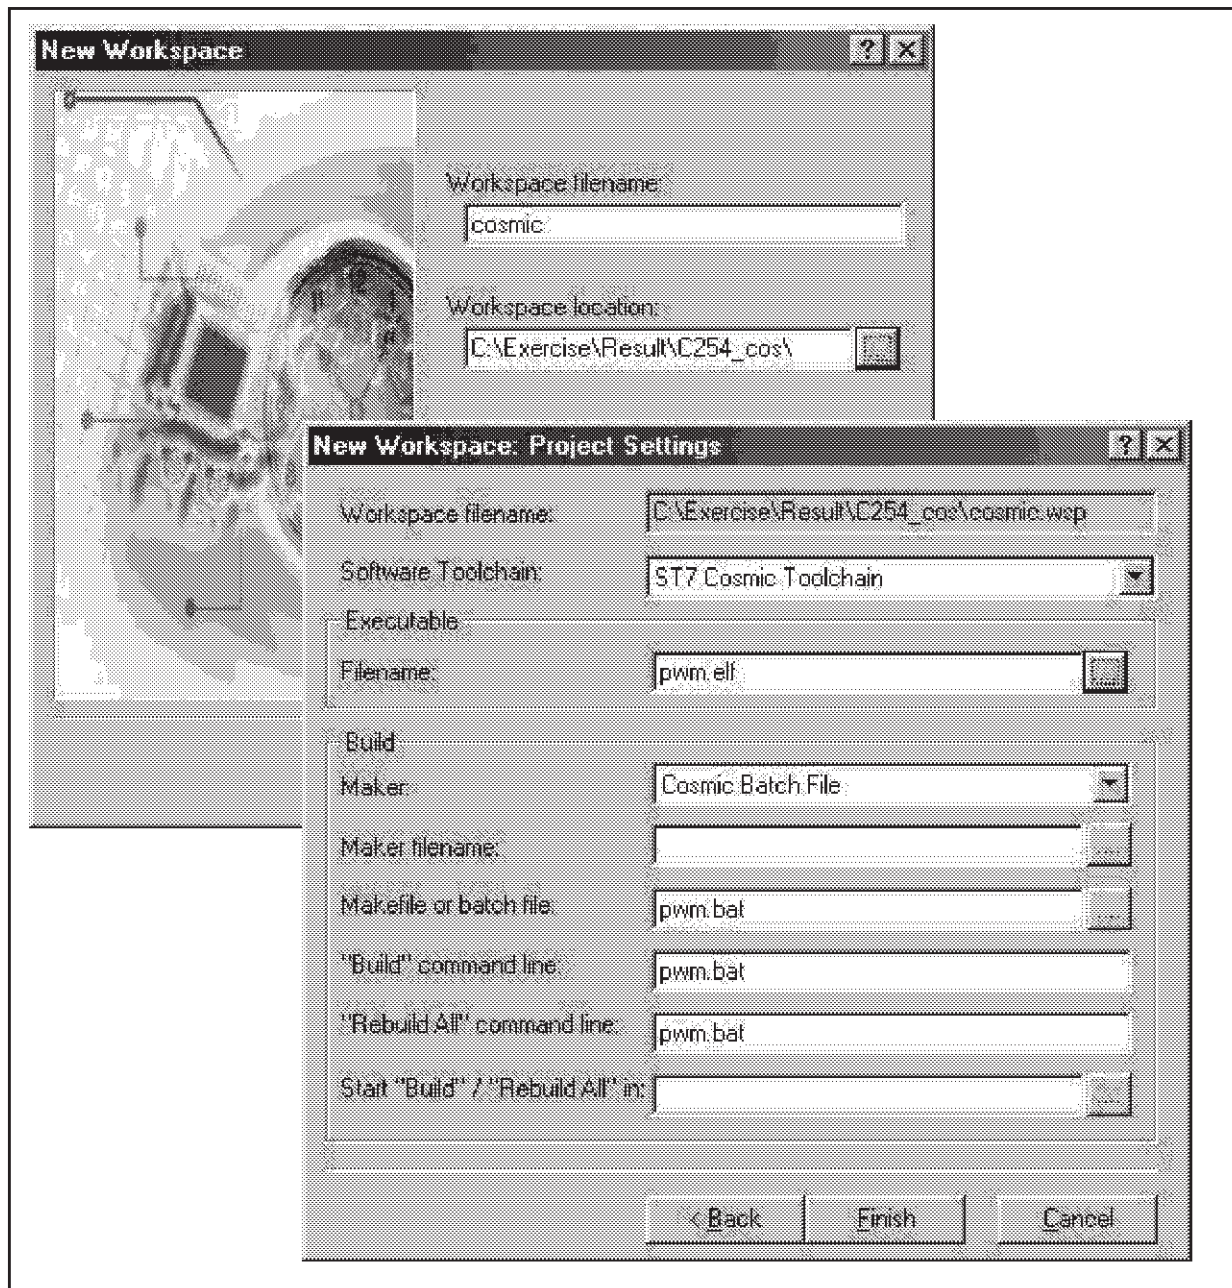 New Workspace
Workspace filename:
cosmic
Workspace location:
C:\Exercise\Result\C254_cos\
...
New Workspace: Project Settings
Workspace filename: C:\Exercise\Result\C254_cos\cosmic.wsp
Software Toolchain: ST7 Cosmic Toolchain
Executable
Filename: pwm.elf ...
Build
Maker Cosmic Batch File
Maker filename: ...
Makefile or batch file: pwm.bat ...
"Build" command line: pwm.bat
"Rebuild All" command line: pwm.bat
Start "Build" / "Rebuild All" in: ...
< Back Finish Cancel